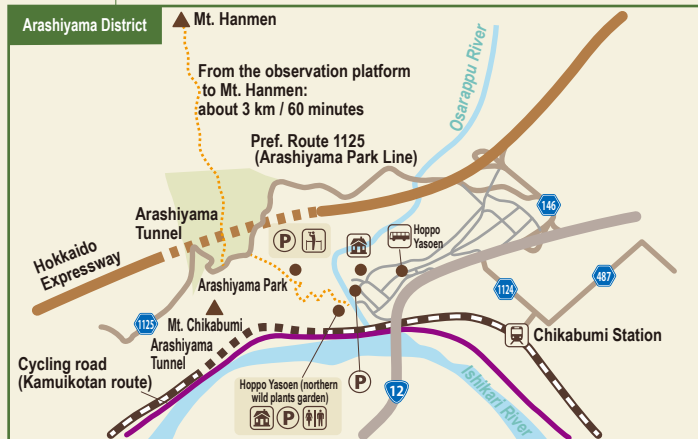 Arashiyama District
Mt. Hanmen
From the observation platform
to Mt. Hanmen:
about 3 km / 60 minutes
Osarappu River
Pref. Route 1125
(Arashiyama Park Line)
Arashiyama
Tunnel
146
P
Hoppo
Yasoen
Hokkaido
Expressway
487
Arashiyama Park
1124
1125
Mt. Chikabumi
Arashiyama
Tunnel
Chikabumi Station
Cycling road
(Kamuikotan route)
P
Hoppo Yasoen (northern
wild plants garden)
P
12
Ishikari River